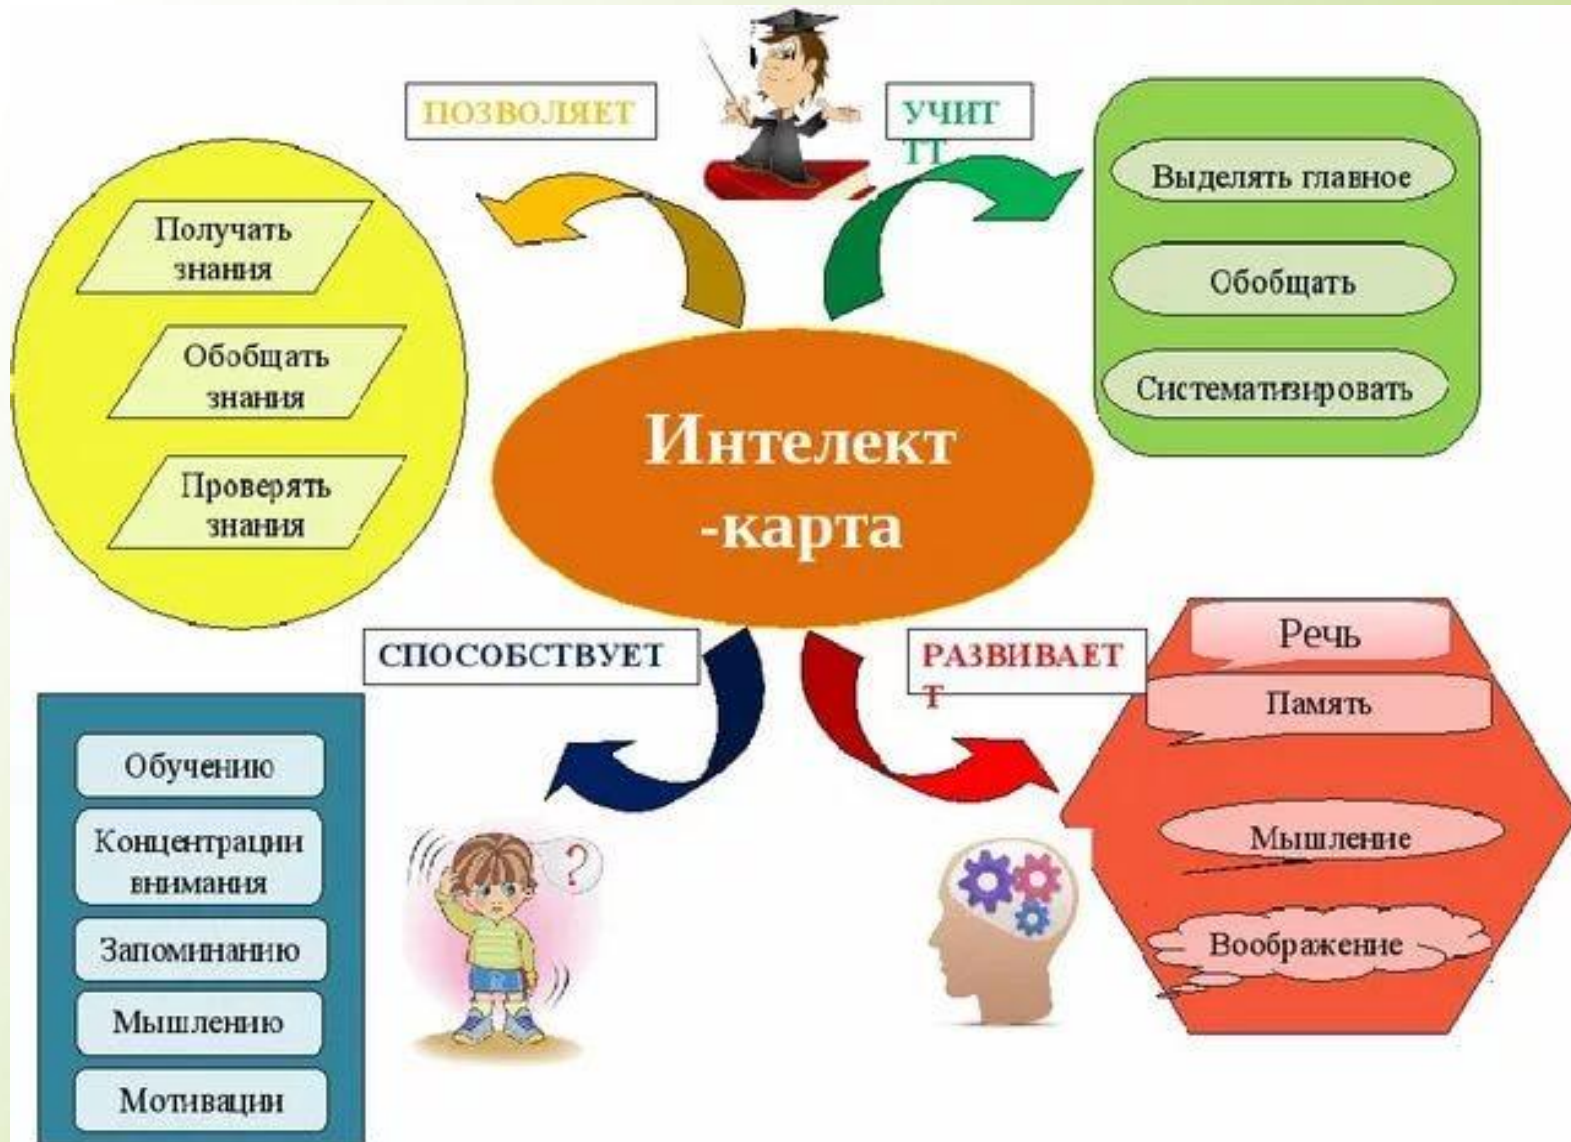 ПОЗВОЛЯЕТ
Получать
знания
Обобщать
знания
Проверять
знания
УЧИТ
ТТ
Выделять главное
Обобщать
Систематизировать
Интелект
-карта
СПОСОБСТВУЕТ
Обучению
Концентрации
внимания
Запоминанию
Мышлению
Мотивации
?
РАЗВИВАЕТ
Т
Речь
Память
Мышление
Воображение